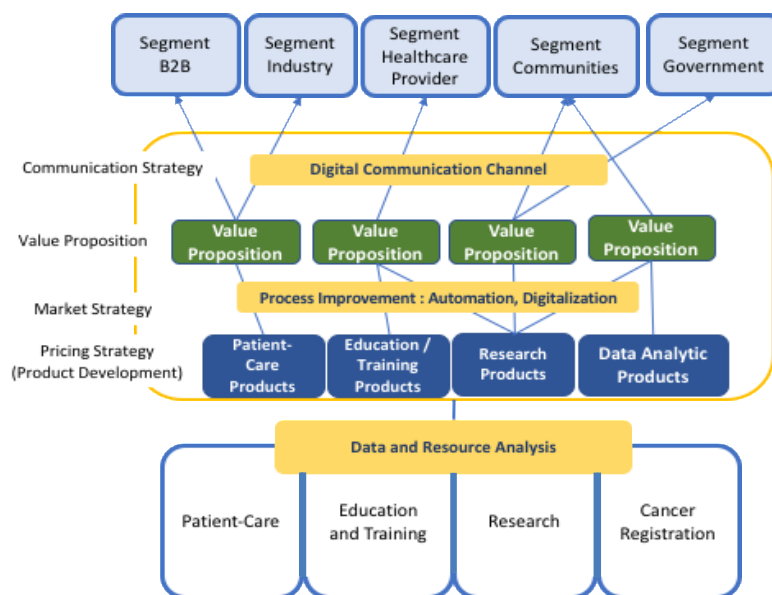 Segment
B2B
Segment
Industry
Segment
Healthcare
Provider
Segment
Communities
Segment
Government
Communication Strategy
Digital Communication Channel
Value Proposition
Value
Proposition
Value
Proposition
Value
Proposition
Value
Proposition
Market Strategy
Process Improvement : Automation, Digitalization
Pricing Strategy
(Product Development)
Patient-
Care
Products
Education /
Training
Products
Research
Products
Data Analytic
Products
Data and Resource Analysis
Patient-Care
Education
and Training
Research
Cancer
Registration